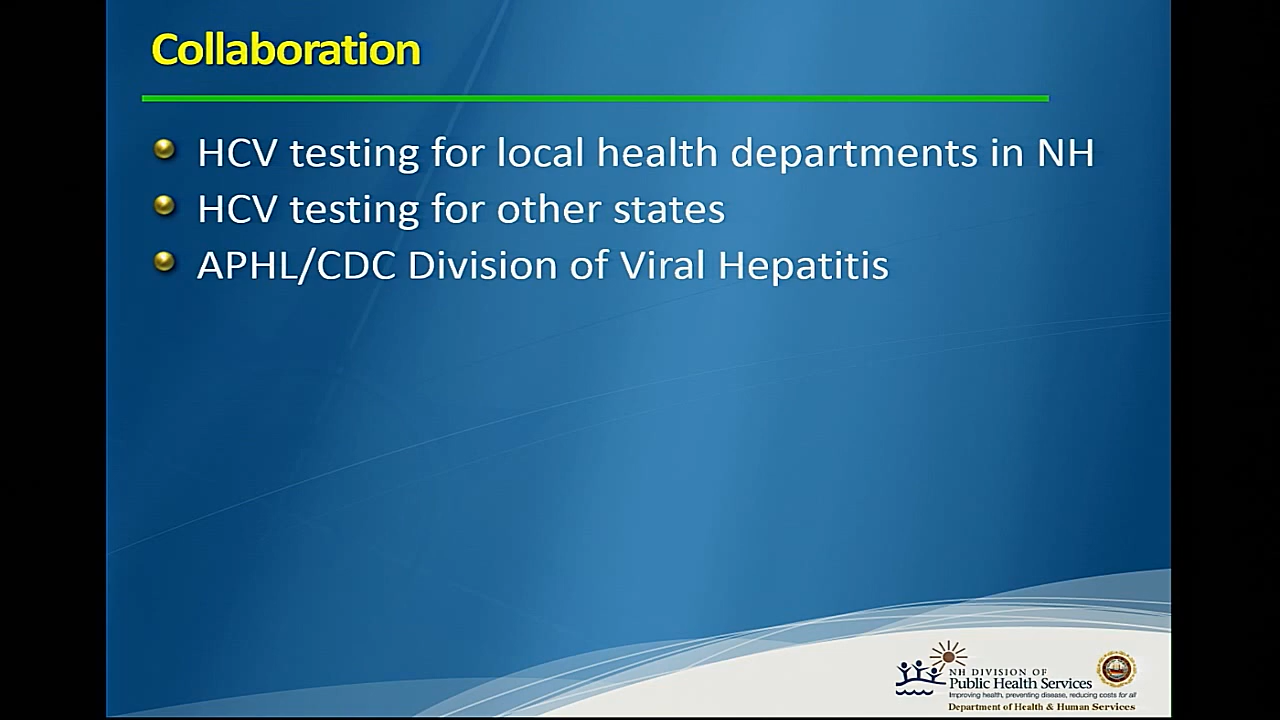 Collaboration
HCV testing for local health departments in NH
HCV testing for other states
APHL/CDC Division of Viral Hepatitis
NH DIVISION OF
Public Health Services
Improving health, preventing disease, reducing costs for all
Department of Health & Human Services